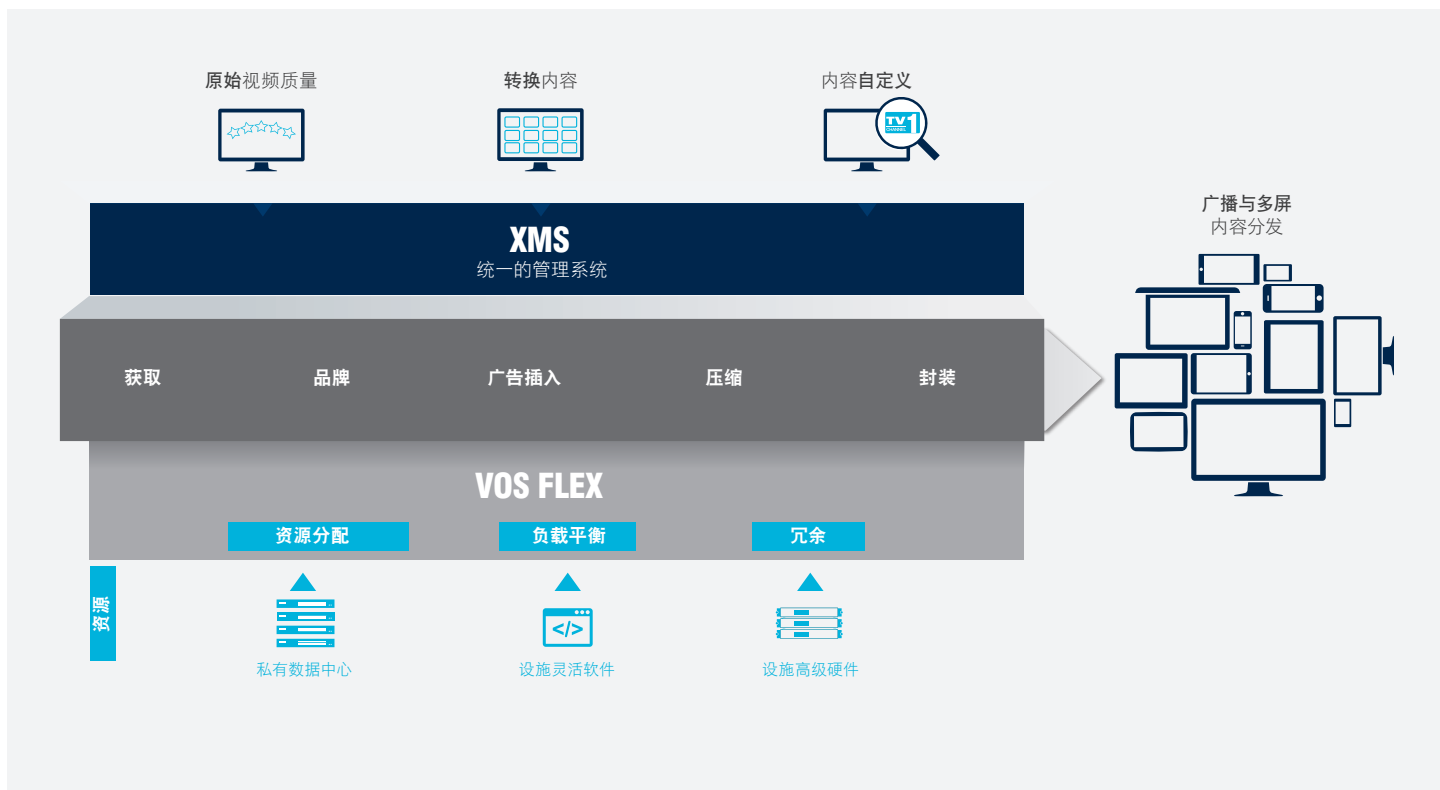 原始视频质量
转换内容
内容自定义
TV1
CHANNEL
XMS
统一的管理系统
广播与多屏
内容分发
获取
品牌
广告插入
压缩
封装
VOS FLEX
资源分配
负载平衡
冗余
资源
</>
私有数据中心
设施灵活软件
设施高级硬件